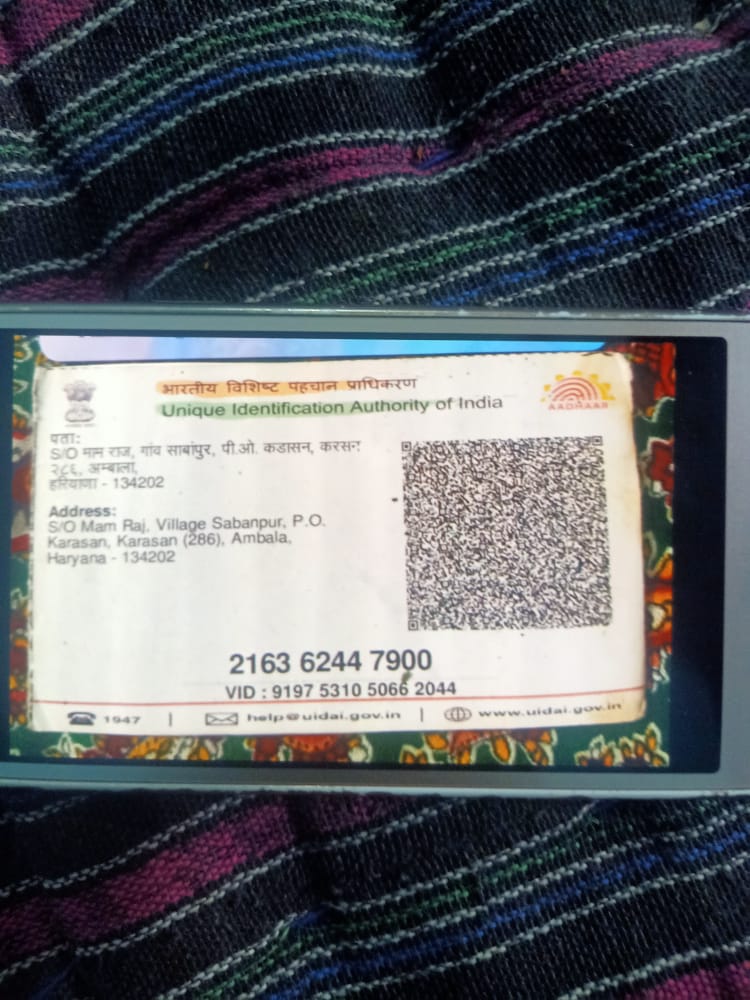 भारतीय विशिष्ट पहचान प्राधिकरण
Unique Identification Authority of India
AADHAAR
पता:
S/O माम राज, गांव साबांपुर, पी.ओ. कडासन, करसन
२८६, अम्बाला,
हरियाणा - 134202
Address:
S/O Mam Raj, Village Sabanpur, P.O.
Karasan, Karasan (286), Ambala,
Haryana - 134202
2163 6244 7900
VID : 9197 5310 5066 2044
1947 | help@uidai.gov.in | www.uidai.gov.in